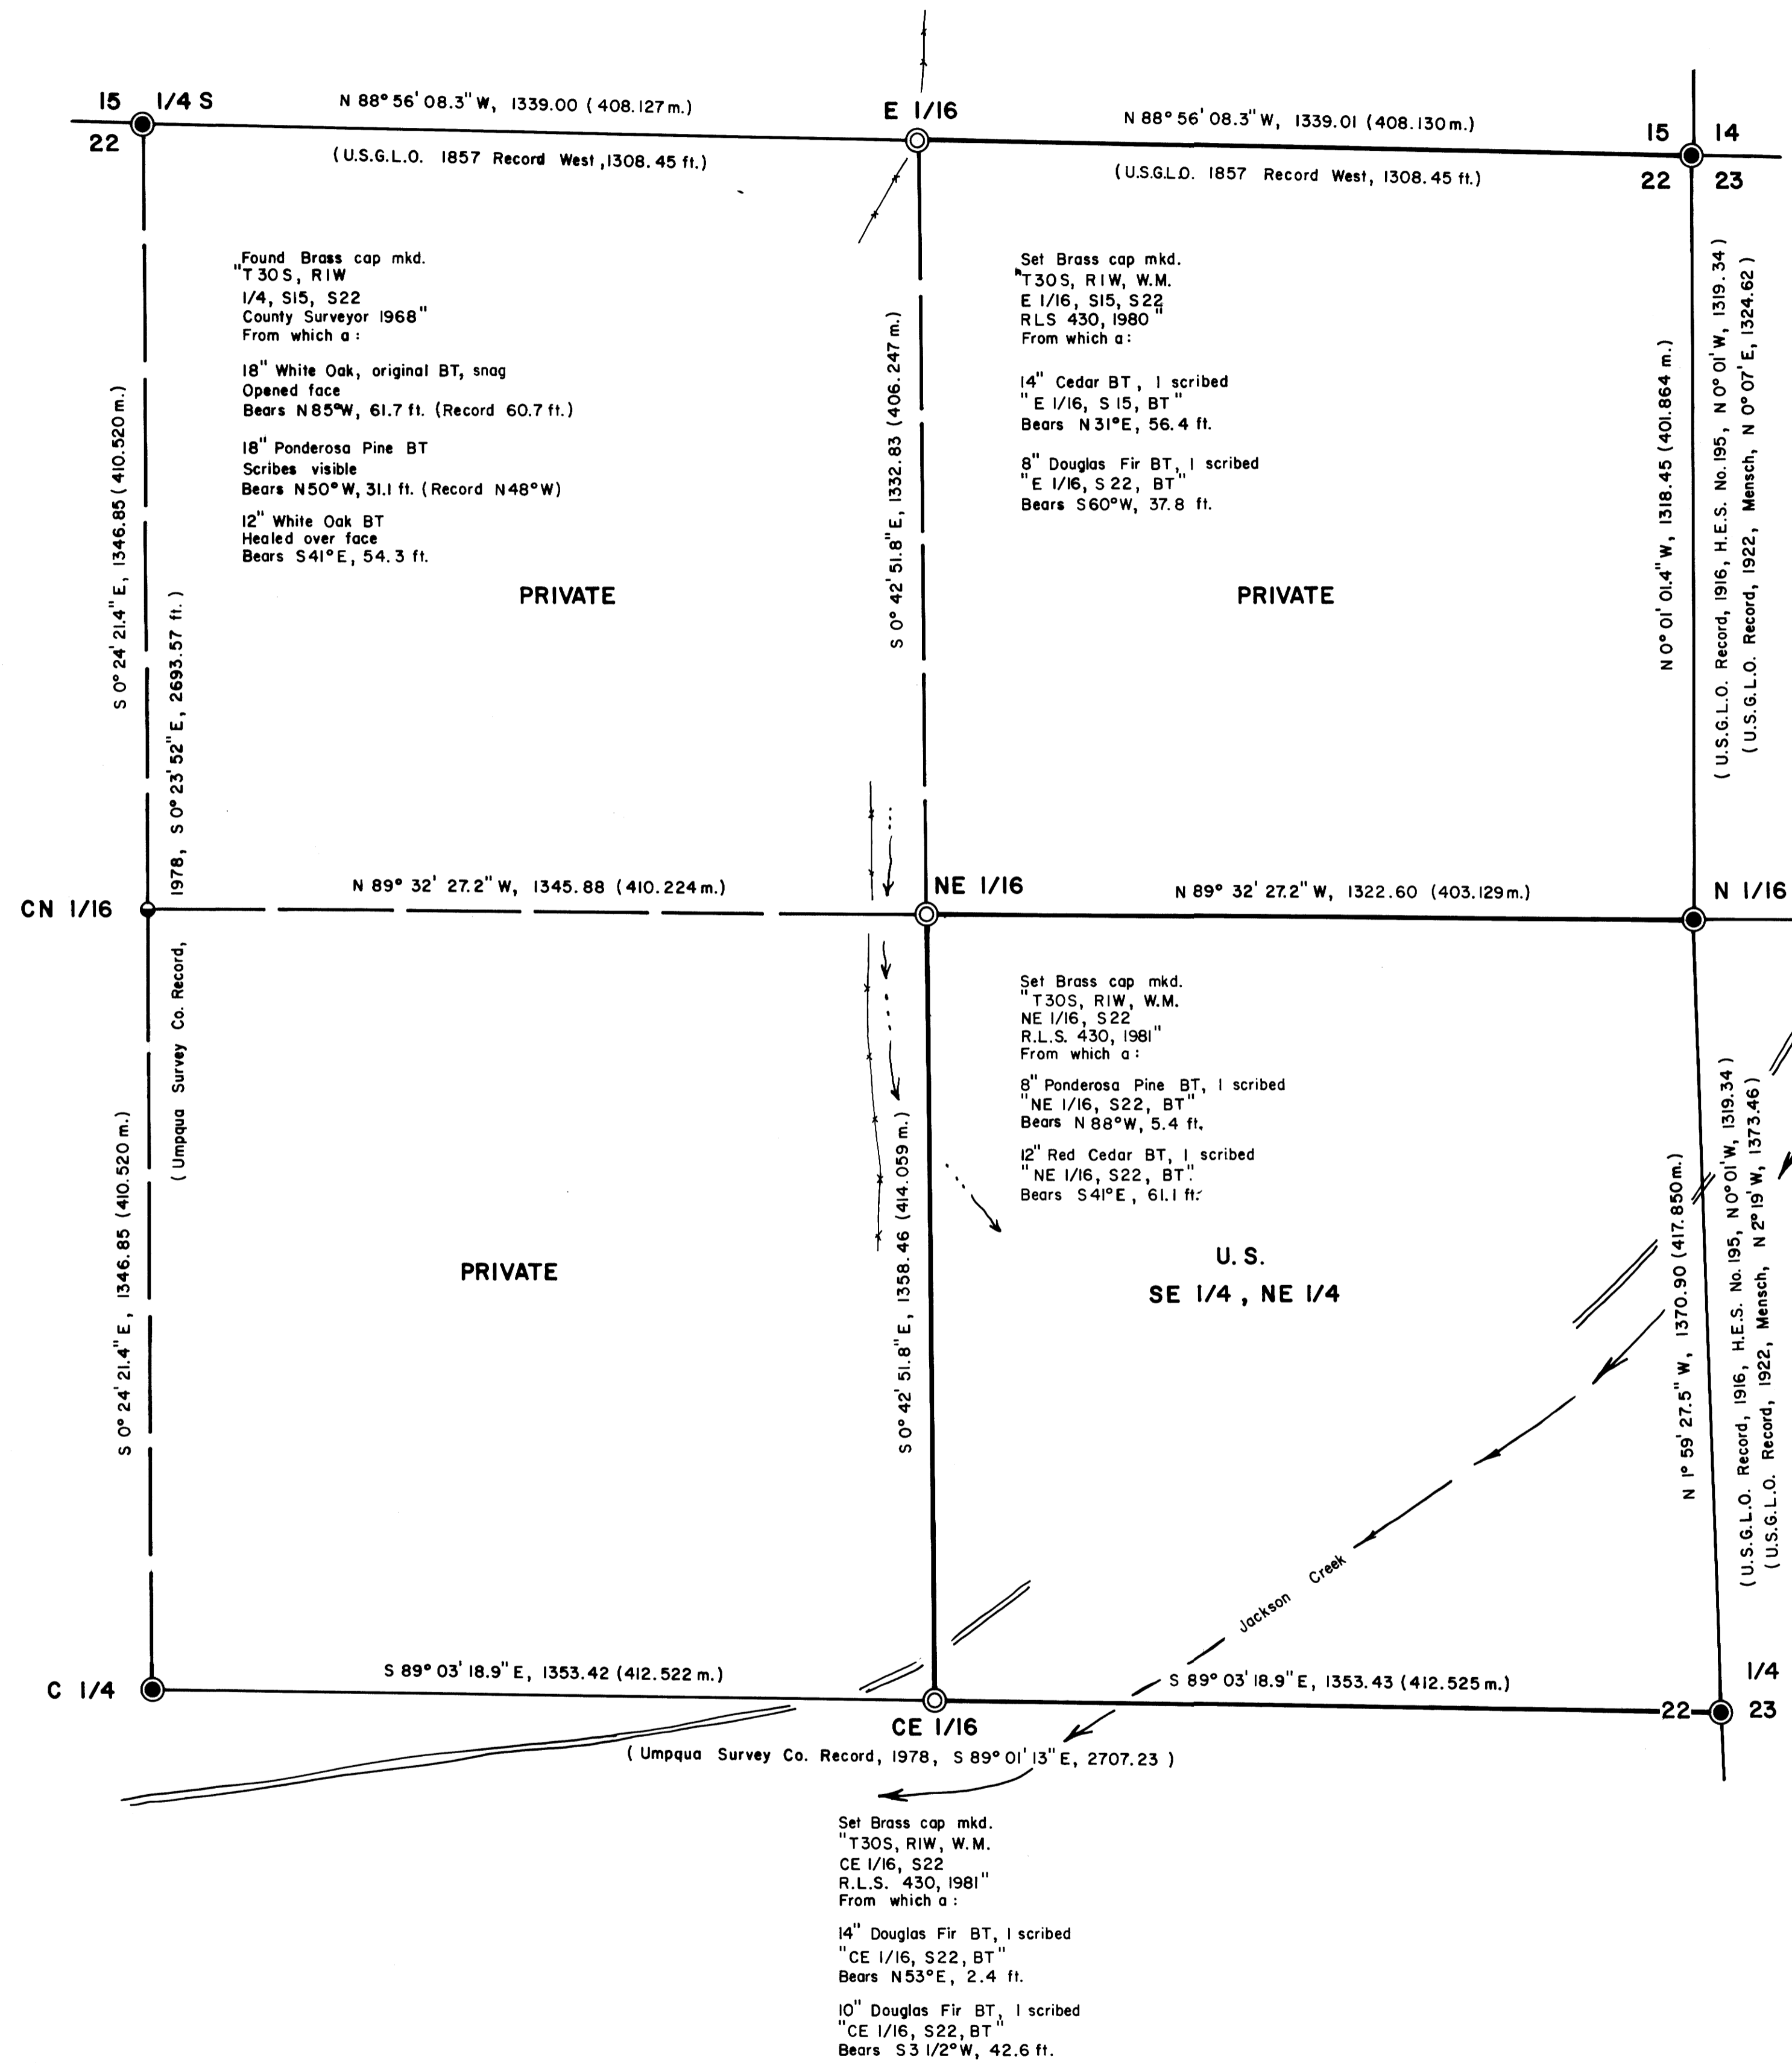 15 1/4 S
22
N 88° 56' 08.3" W, 1339.00 ( 408.127 m.)
(U.S.G.L.O. 1857 Record West, 1308.45 ft.)
E 1/16
N 88° 56' 08.3" W, 1339.01 (408.130 m.)
(U.S.G.L.O. 1857 Record West, 1308.45 ft.)
15 14
22 23
Found Brass cap mkd.
"T 30 S, R1W
1/4, S15, S22
County Surveyor 1968"
From which a :
18" White Oak, original BT, snag
Opened face
Bears N 85°W, 61.7 ft. (Record 60.7 ft.)
18" Ponderosa Pine BT
Scribes visible
Bears N50°W, 31.1 ft. (Record N48°W)
12" White Oak BT
Healed over face
Bears S41°E, 54.3 ft.
PRIVATE
Set Brass cap mkd.
"T30S, R1W, W.M.
E 1/16, S15, S22
RLS 430, 1980"
From which a :
14" Cedar BT, I scribed
"E 1/16, S 15, BT"
Bears N31°E, 56.4 ft.
8" Douglas Fir BT, I scribed
"E 1/16, S 22, BT"
Bears S60°W, 37.8 ft.
PRIVATE
S 0° 24' 21.4" E, 1346.85 (410.520 m.)
( Umpqua Survey Co. Record, 1978, S 0° 23' 52" E, 2693.57 ft. )
S 0° 42' 51.8" E, 1332.83 (406.247 m.)
N 0° 01' 01.4" W, 1318.45 (401.864 m.)
( U.S.G.L.O. Record, 1916, H.E.S. No.195, N 0° 01' W, 1319.34 )
( U.S.G.L.O. Record, 1922, Mensch, N 0° 07' E, 1324.62 )
CN 1/16
N 89° 32' 27.2" W, 1345.88 (410.224 m.)
NE 1/16
N 89° 32' 27.2" W, 1322.60 (403.129 m.)
N 1/16
Set Brass cap mkd.
"T30S, R1W, W.M.
NE 1/16, S22
R.L.S. 430, 1981"
From which a :
8" Ponderosa Pine BT, I scribed
"NE 1/16, S22, BT"
Bears N 88°W, 5.4 ft.
12" Red Cedar BT, I scribed
"NE 1/16, S22, BT".
Bears S41°E, 61.1 ft.
U. S.
SE 1/4 , NE 1/4
PRIVATE
S 0° 24' 21.4" E, 1346.85 (410.520 m.)
S 0° 42' 51.8" E, 1358.46 (414.059 m.)
N 1° 59' 27.5" W, 1370.90 (417.850 m.)
( U.S.G.L.O. Record, 1916, H.E.S. No. 195, N 0° 01' W, 1319.34 )
( U.S.G.L.O. Record, 1922, Mensch, N 2° 19' W, 1373.46 )
Jackson Creek
C 1/4
S 89° 03' 18.9" E, 1353.42 (412.522 m.)
CE 1/16
S 89° 03' 18.9" E, 1353.43 (412.525 m.)
1/4
22 23
( Umpqua Survey Co. Record, 1978, S 89° 01' 13" E, 2707.23 )
Set Brass cap mkd.
"T30S, R1W, W.M.
CE 1/16, S22
R.L.S. 430, 1981"
From which a :
14" Douglas Fir BT, I scribed
"CE 1/16, S22, BT"
Bears N53°E, 2.4 ft.
10" Douglas Fir BT, I scribed
"CE 1/16, S22, BT"
Bears S3 1/2°W, 42.6 ft.